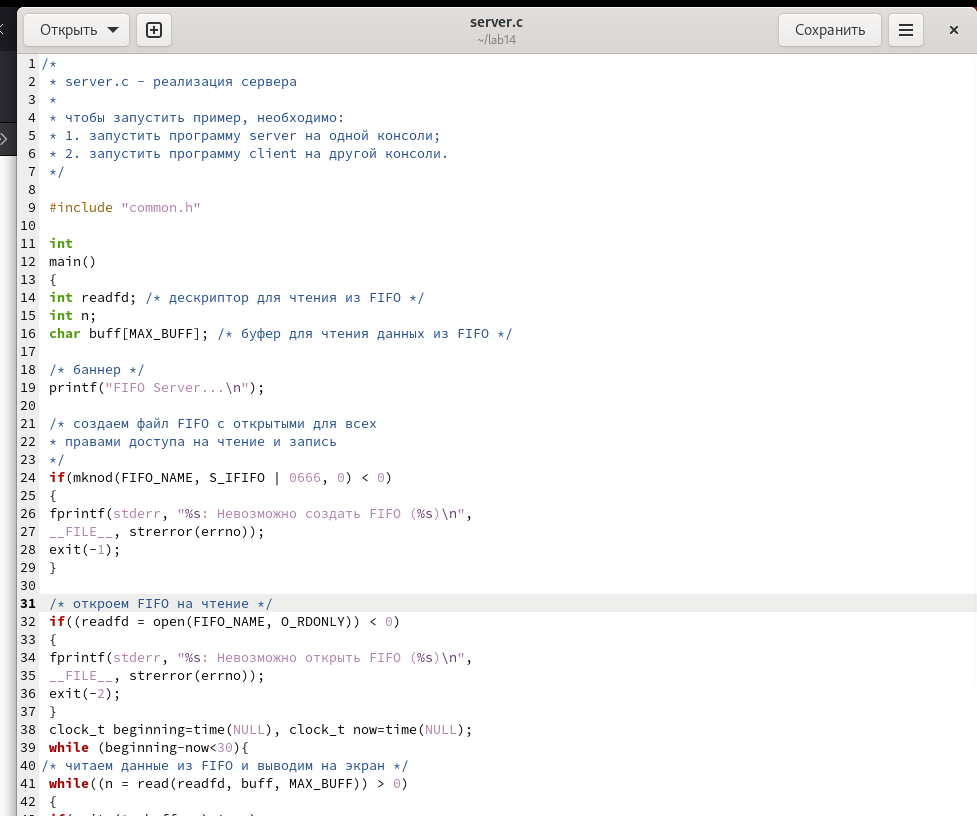 Открыть
server.c
~/lab14
Сохранить
1 /*
2 * server.c - реализация сервера
3 *
4 * чтобы запустить пример, необходимо:
5 * 1. запустить программу server на одной консоли;
6 * 2. запустить программу client на другой консоли.
7 */
8
9 #include "common.h"
10
11 int
12 main()
13 {
14 int readfd; /* дескриптор для чтения из FIFO */
15 int n;
16 char buff[MAX_BUFF]; /* буфер для чтения данных из FIFO */
17
18 /* баннер */
19 printf("FIFO Server...\n");
20
21 /* создаем файл FIFO с открытыми для всех
22 * правами доступа на чтение и запись
23 */
24 if(mknod(FIFO_NAME, S_IFIFO | 0666, 0) < 0)
25 {
26 fprintf(stderr, "%s: Невозможно создать FIFO (%s)\n",
27 __FILE__, strerror(errno));
28 exit(-1);
29 }
30
31 /* откроем FIFO на чтение */
32 if((readfd = open(FIFO_NAME, O_RDONLY)) < 0)
33 {
34 fprintf(stderr, "%s: Невозможно открыть FIFO (%s)\n",
35 __FILE__, strerror(errno));
36 exit(-2);
37 }
38 clock_t beginning=time(NULL), clock_t now=time(NULL);
39 while (beginning-now<30){
40 /* читаем данные из FIFO и выводим на экран */
41 while((n = read(readfd, buff, MAX_BUFF)) > 0)
42 {